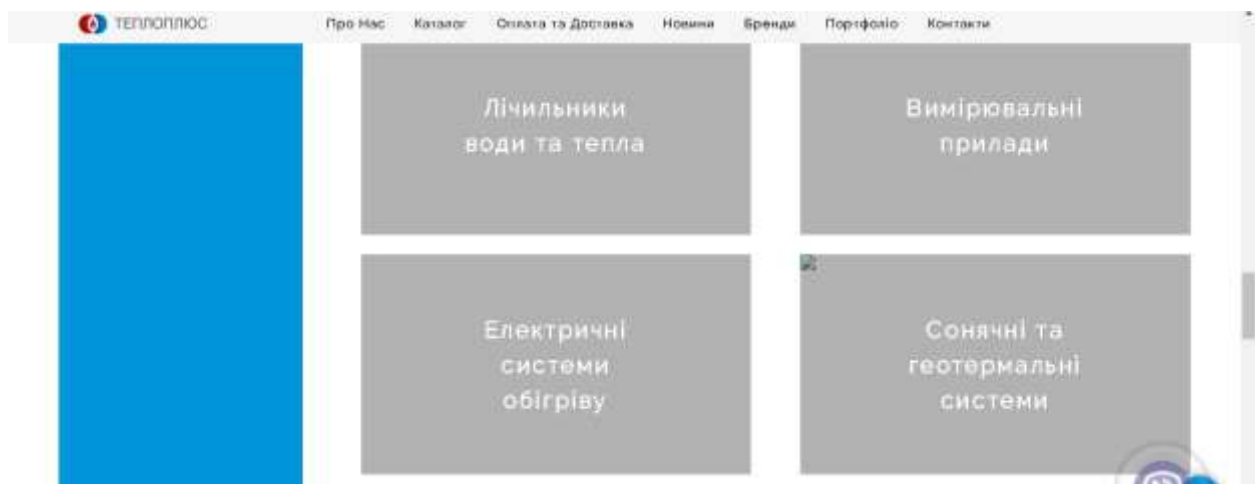 ТЕПЛОПЛЮС
Про Нас Каталог Оплата та Доставка Новини Бренди Портфоліо Контакти
Лічильники
води та тепла
Вимірювальні
прилади
Електричні
системи
обігріву
Сонячні та
геотермальні
системи